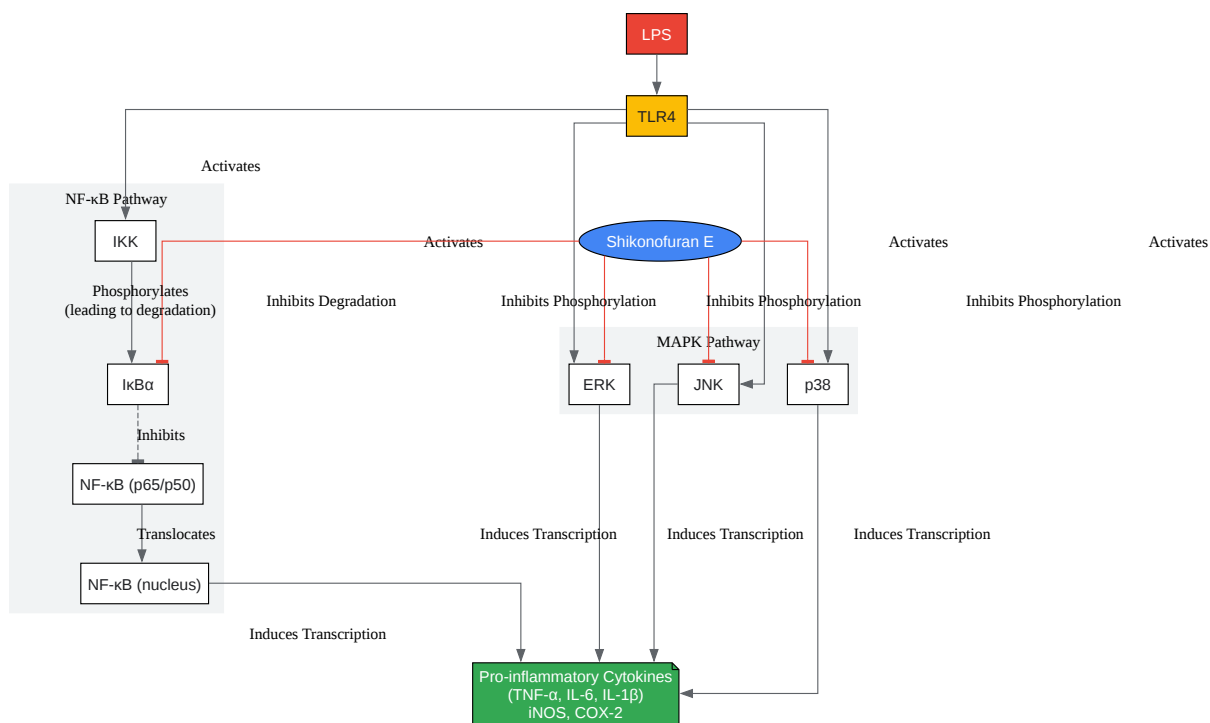 LPS
TLR4
Activates
NF-κB Pathway
IKK
Activates
Shikonofuran E
Activates
Activates
Phosphorylates
(leading to degradation)
Inhibits Degradation
Inhibits Phosphorylation
Inhibits Phosphorylation
Inhibits Phosphorylation
MAPK Pathway
IκBα
ERK
JNK
p38
Inhibits
NF-κB (p65/p50)
Translocates
Induces Transcription
Induces Transcription
Induces Transcription
NF-κB (nucleus)
Induces Transcription
Pro-inflammatory Cytokines
(TNF-α, IL-6, IL-1β)
iNOS, COX-2